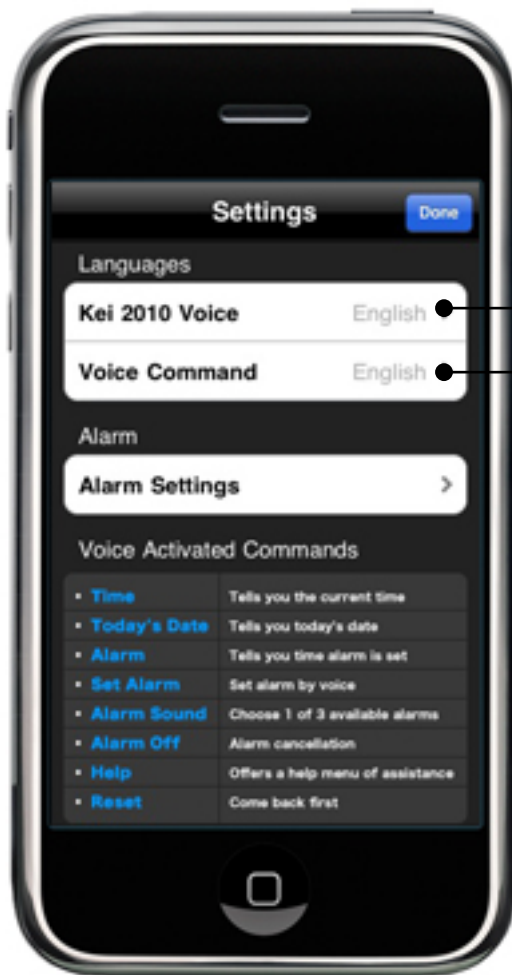 Settings
Done
Languages
Kei 2010 Voice English
Voice Command English
Alarm
Alarm Settings
Voice Activated Commands
• Time Tells you the current time
• Today's Date Tells you today's date
• Alarm Tells you time alarm is set
• Set Alarm Set alarm by voice
• Alarm Sound Choose 1 of 3 available alarms
• Alarm Off Alarm cancellation
• Help Offers a help menu of assistance
• Reset Come back first